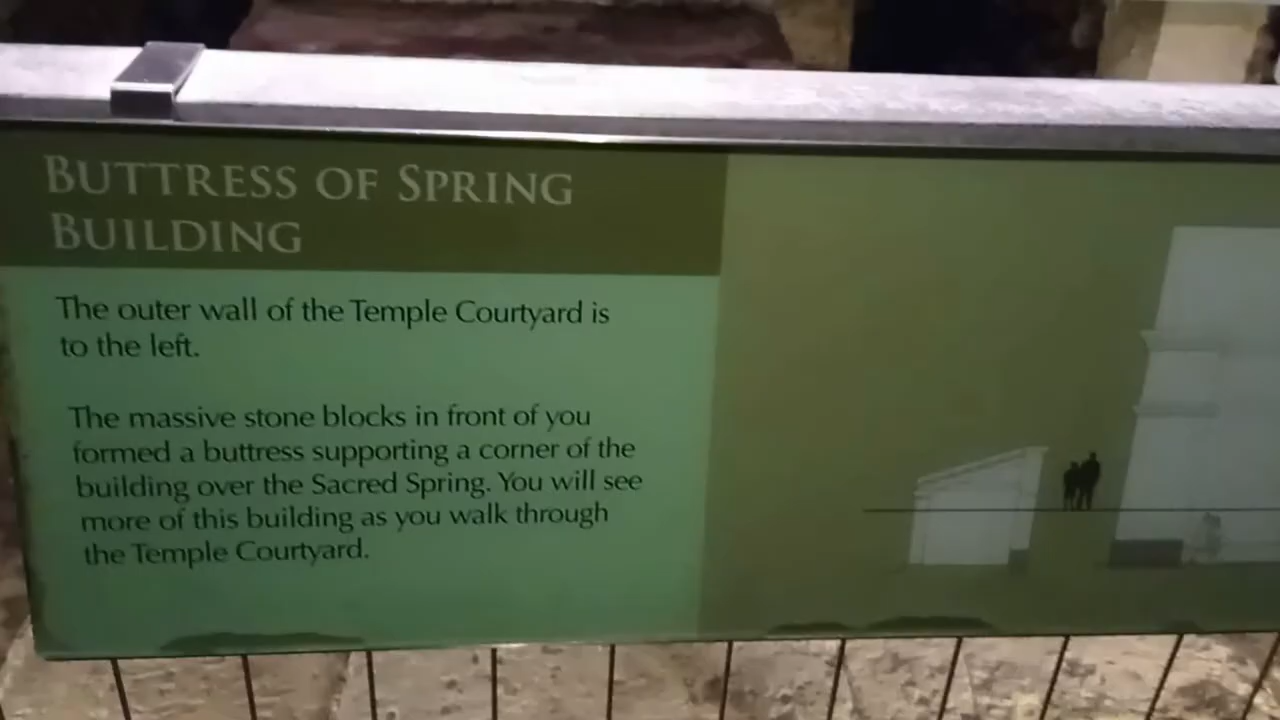 BUTTRESS OF SPRING
BUILDING
The outer wall of the Temple Courtyard is
to the left.
The massive stone blocks in front of you
formed a buttress supporting a corner of the
building over the Sacred Spring. You will see
more of this building as you walk through
the Temple Courtyard.